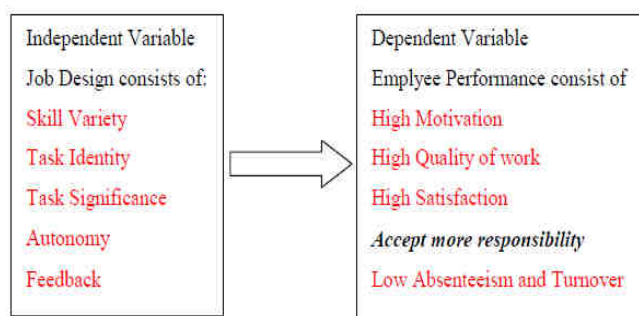 Independent Variable
Job Design consists of:
Skill Variety
Task Identity
Task Significance
Autonomy
Feedback
Dependent Variable
Emplyee Performance consist of
High Motivation
High Quality of work
High Satisfaction
Accept more responsibility
Low Absenteeism and Turnover